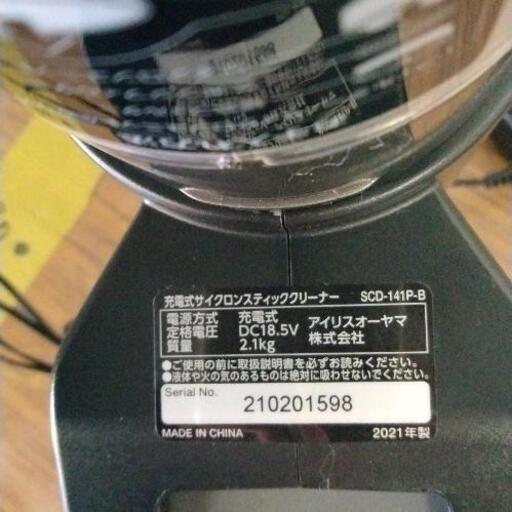 充電式サイクロンスティッククリーナー SCD-141P-B
電源方式 充電式 アイリスオーヤマ
定格電圧 DC18.5V 株式会社
質量 2.1kg
●ご使用の前に取扱説明書を必ずお読みください。
●液体や火の気のあるものは絶対に吸わせないでください。
Serial No.
210201598
MADE IN CHINA 2021年製